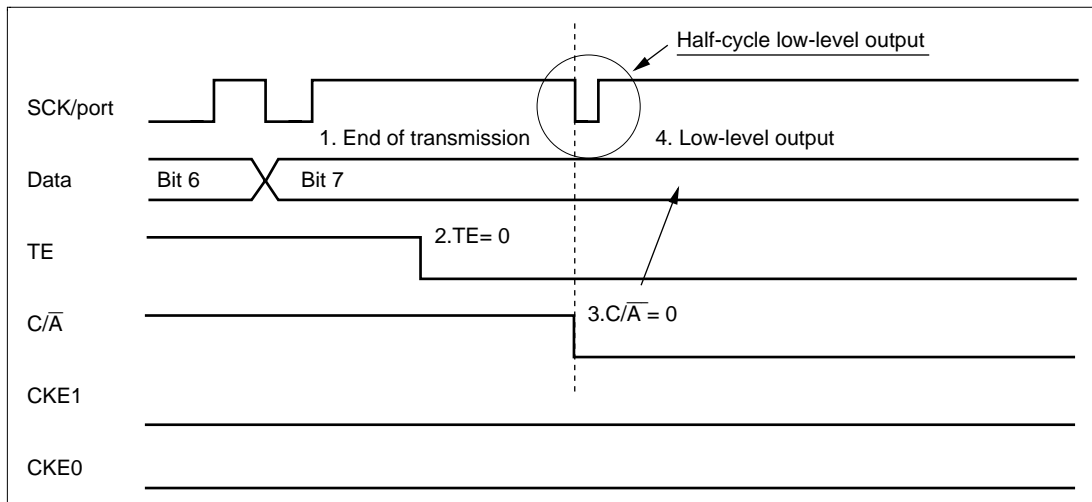 Half-cycle low-level output
SCK/port
1. End of transmission
4. Low-level output
Data
Bit 6
Bit 7
TE
2.TE= 0
C/A̅
3.C/A̅ = 0
CKE1
CKE0